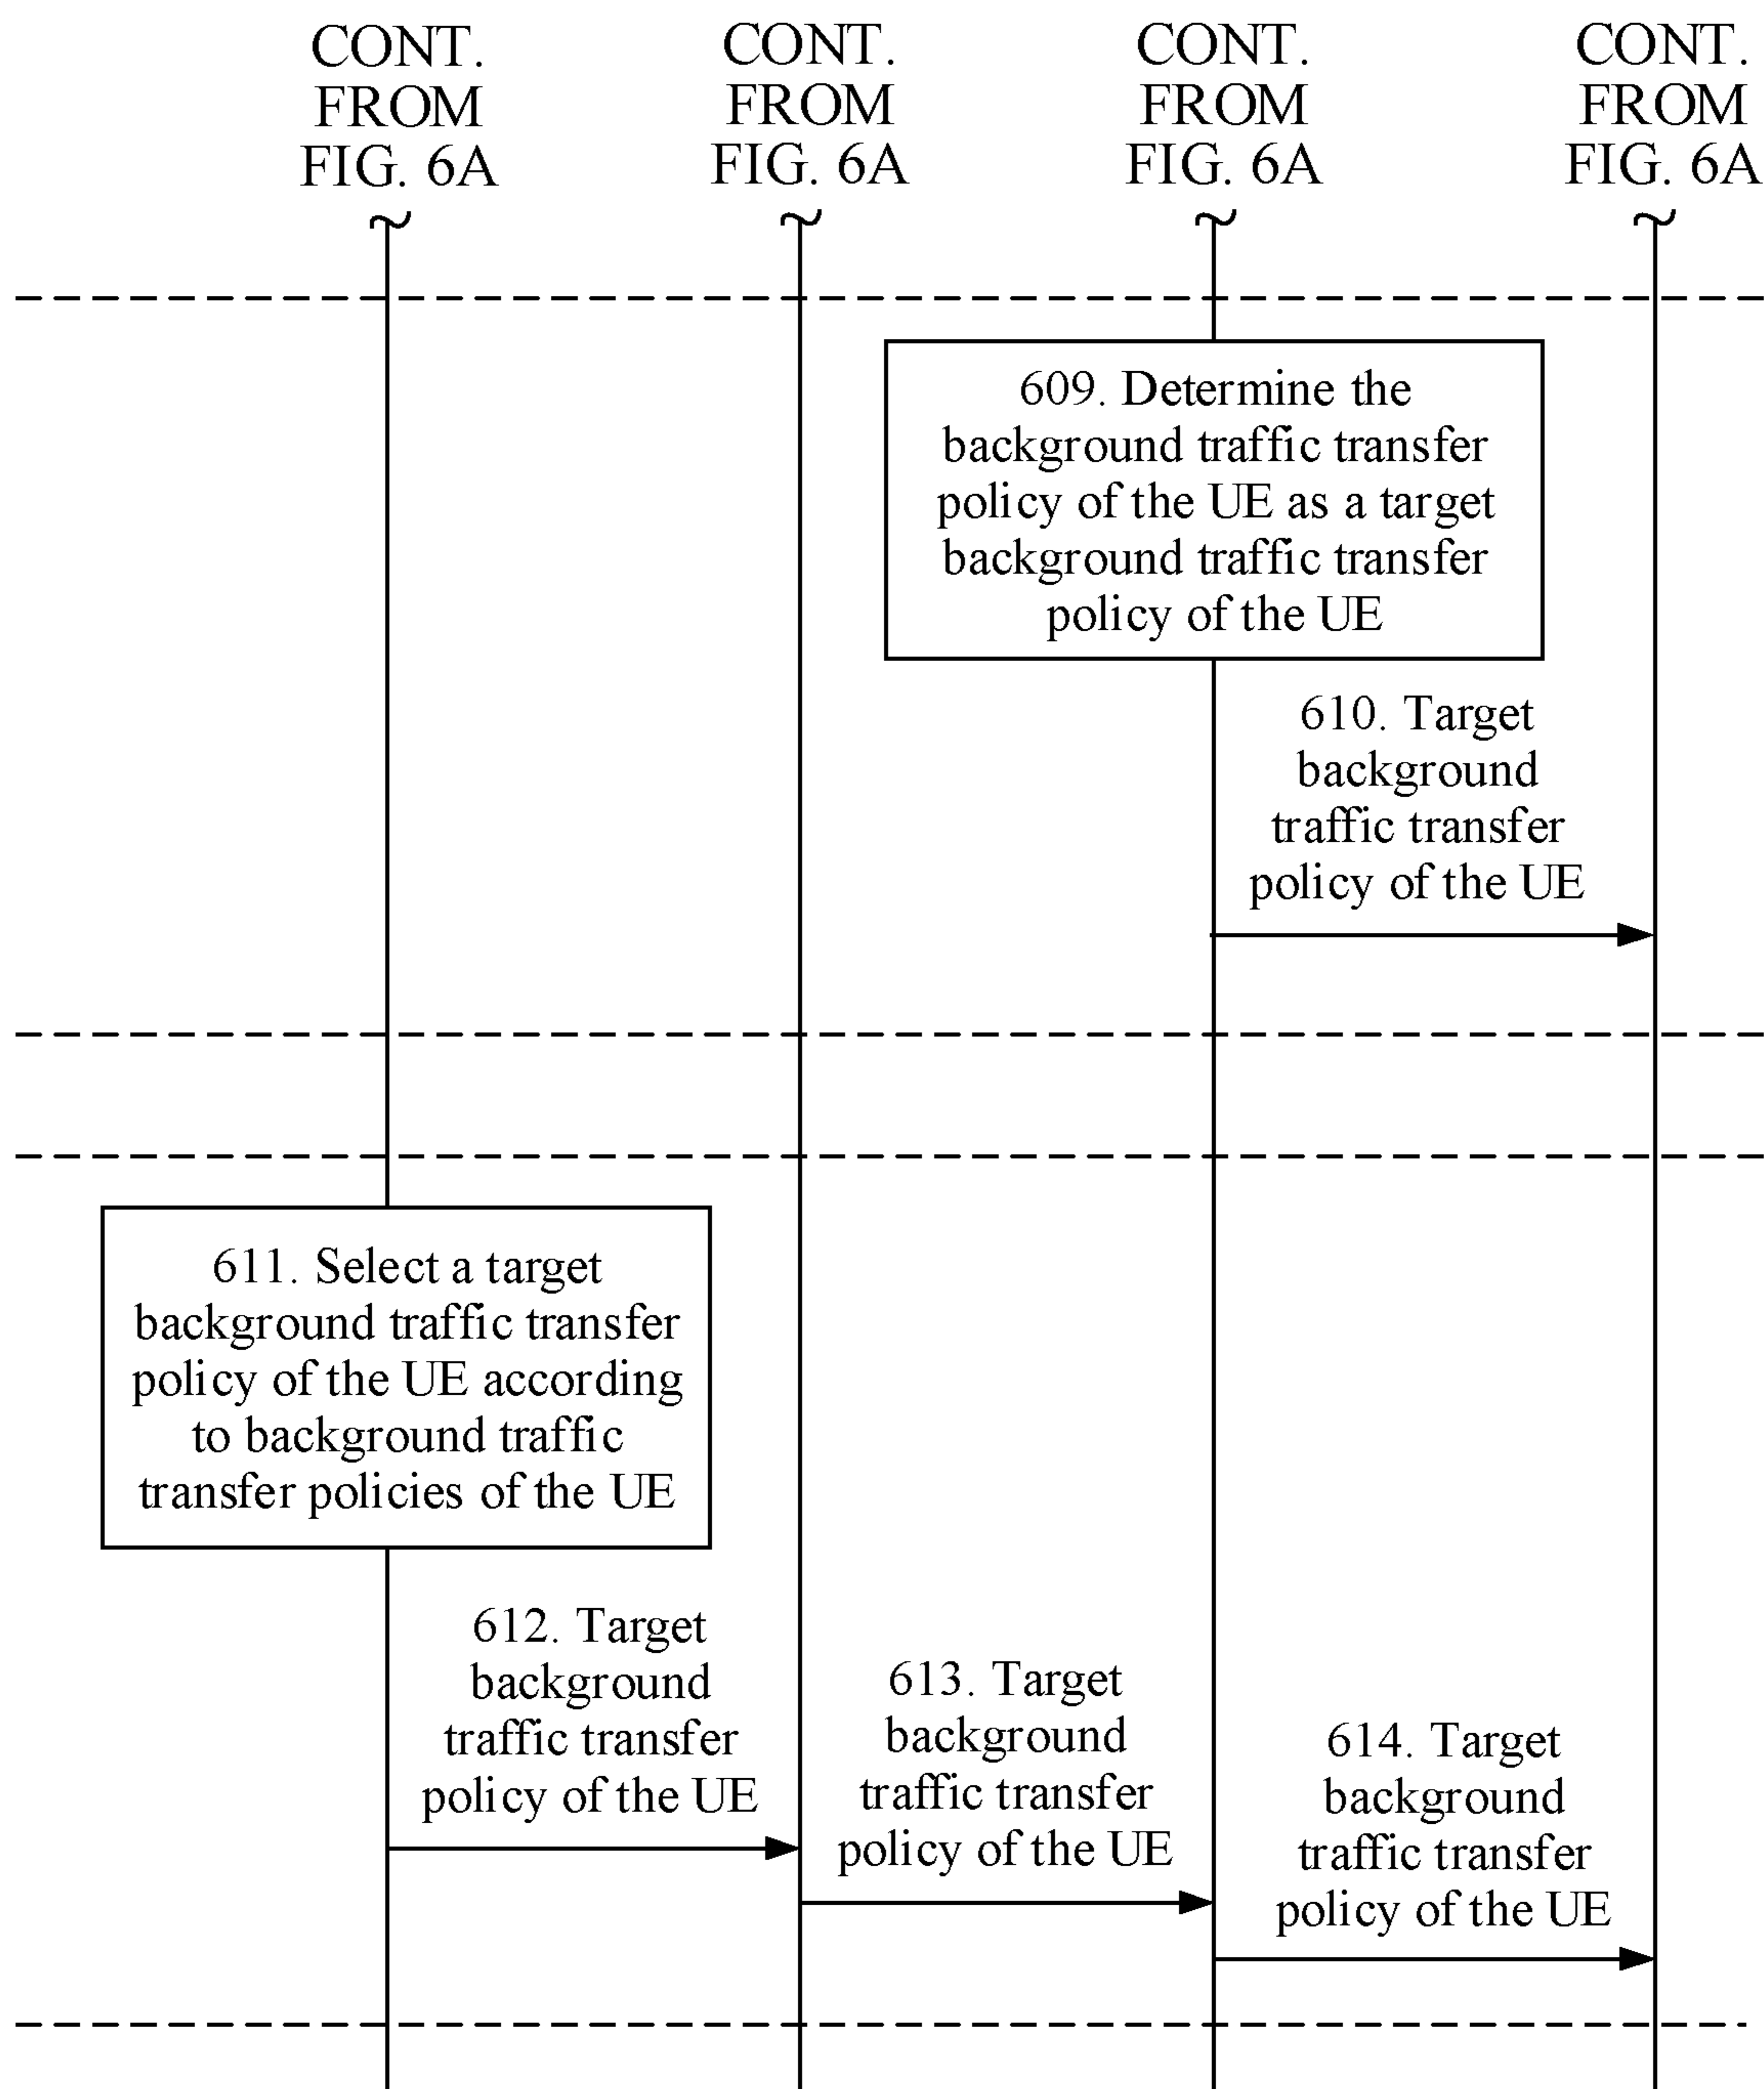 CONT.
FROM
FIG. 6A
CONT.
FROM
FIG. 6A
CONT.
FROM
FIG. 6A
CONT.
FROM
FIG. 6A
609. Determine the
background traffic transfer
policy of the UE as a target
background traffic transfer
policy of the UE
610. Target
background
traffic transfer
policy of the UE
611. Select a target
background traffic transfer
policy of the UE according
to background traffic
transfer policies of the UE
612. Target
background
traffic transfer
policy of the UE
613. Target
background
traffic transfer
policy of the UE
614. Target
background
traffic transfer
policy of the UE